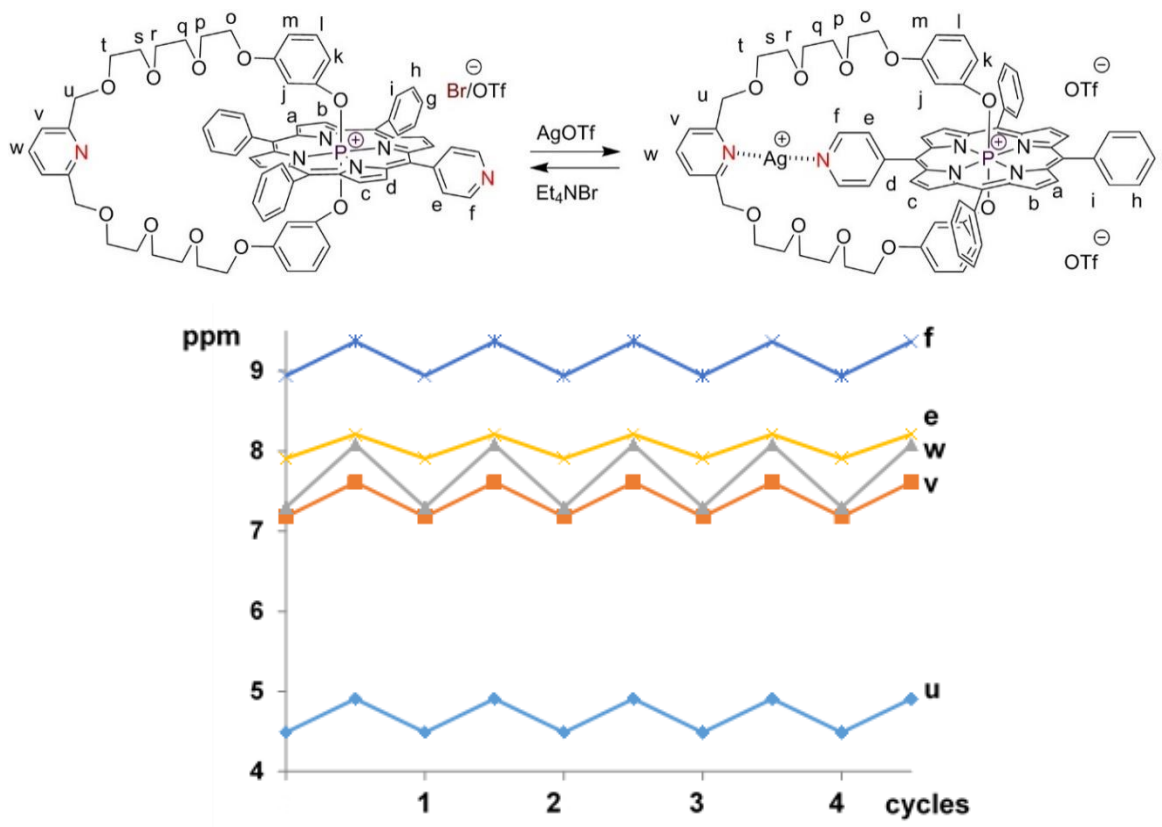 t s r q p o m l k
u v w N O O O O j O
a b i h g
Br/OTf ⊖
P ⊕ N N N N N
c d e f
O O O O O
AgOTf
Et₄NBr
t s r q p o m l k
u v w O O O O j O
f e
OTf ⊖
N Ag ⊕ N P ⊕ N N N N
d c b a i h
O O O O O
OTf ⊖
ppm
9
8
7
6
5
4
f
e
w
v
u
1 2 3 4 cycles